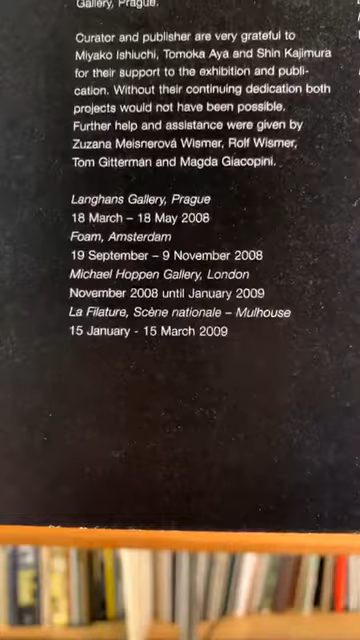 Gallery, Prague.
Curator and publisher are very grateful to
Miyako Ishiuchi, Tomoka Aya and Shin Kajimura
for their support to the exhibition and publi-
cation. Without their continuing dedication both
projects would not have been possible.
Further help and assistance were given by
Zuzana Meisnerová Wismer, Rolf Wismer,
Tom Gitterman and Magda Giacopini.
Langhans Gallery, Prague
18 March – 18 May 2008
Foam, Amsterdam
19 September – 9 November 2008
Michael Hoppen Gallery, London
November 2008 until January 2009
La Filature, Scène nationale – Mulhouse
15 January - 15 March 2009